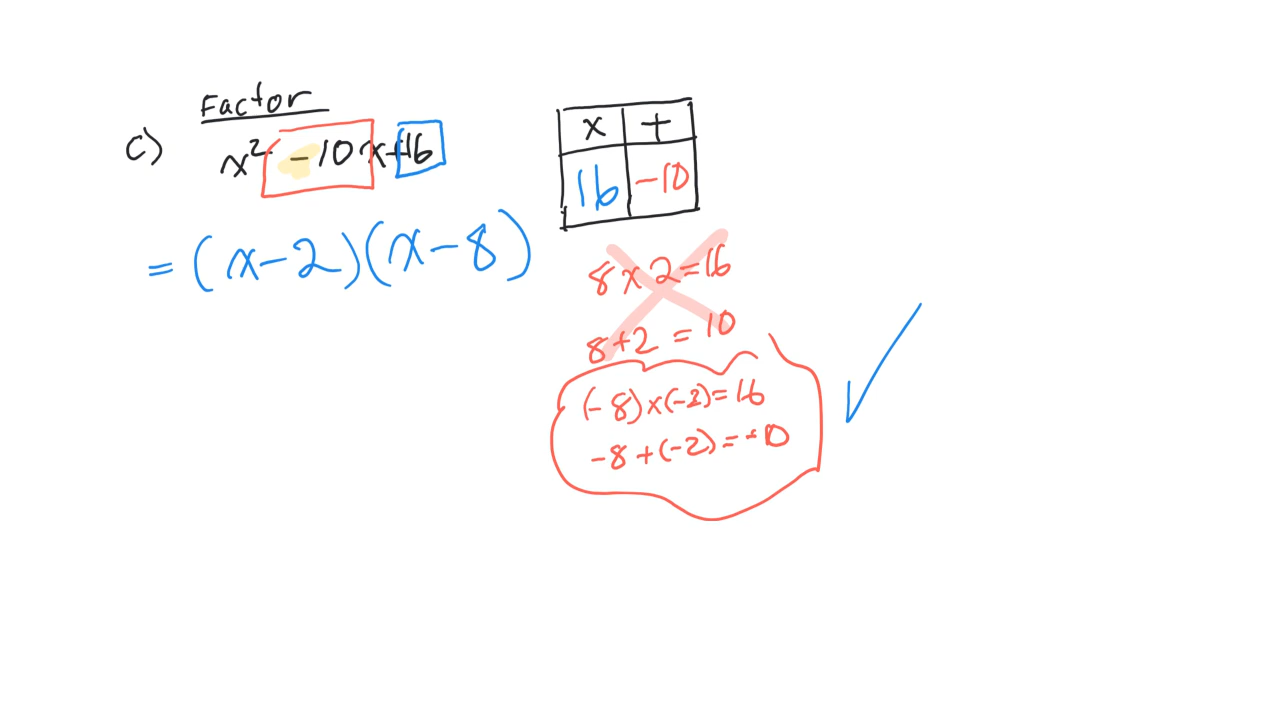 Factor
c) x² -10x+16
= (x-2)(x-8)
x +
16 -10
8x2=16
8+2 = 10
(-8)x(-2)=16
-8+(-2)=-10